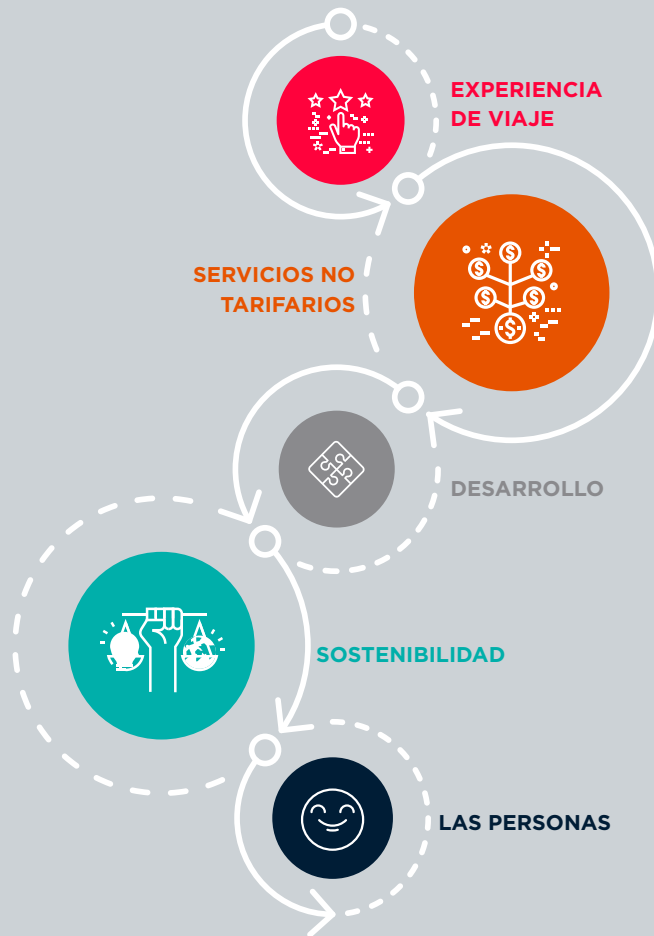 EXPERIENCIA
DE VIAJE
SERVICIOS NO
TARIFARIOS
DESARROLLO
SOSTENIBILIDAD
LAS PERSONAS